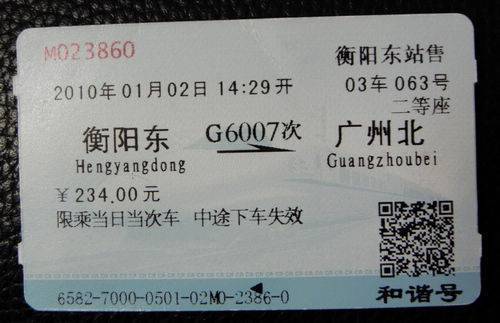 M023860
衡阳东站售
2010年01月02日 14:29开
03车 063号
二等座
衡阳东 G6007次 广州北
Hengyangdong Guangzhoubei
¥ 234.00元
限乘当日当次车 中途下车失效
和谐号
6582-7000-0501-02M0-2386-0